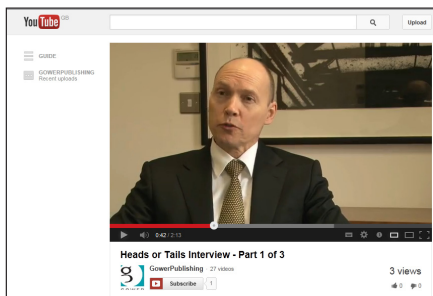 YouTube GB
Upload
GUIDE
GOWERPUBLISHING
Recent uploads
0:42 / 2:13
Heads or Tails Interview - Part 1 of 3
GowerPublishing · 27 videos
Subscribe 1
3 views
0 0
g
GOWER